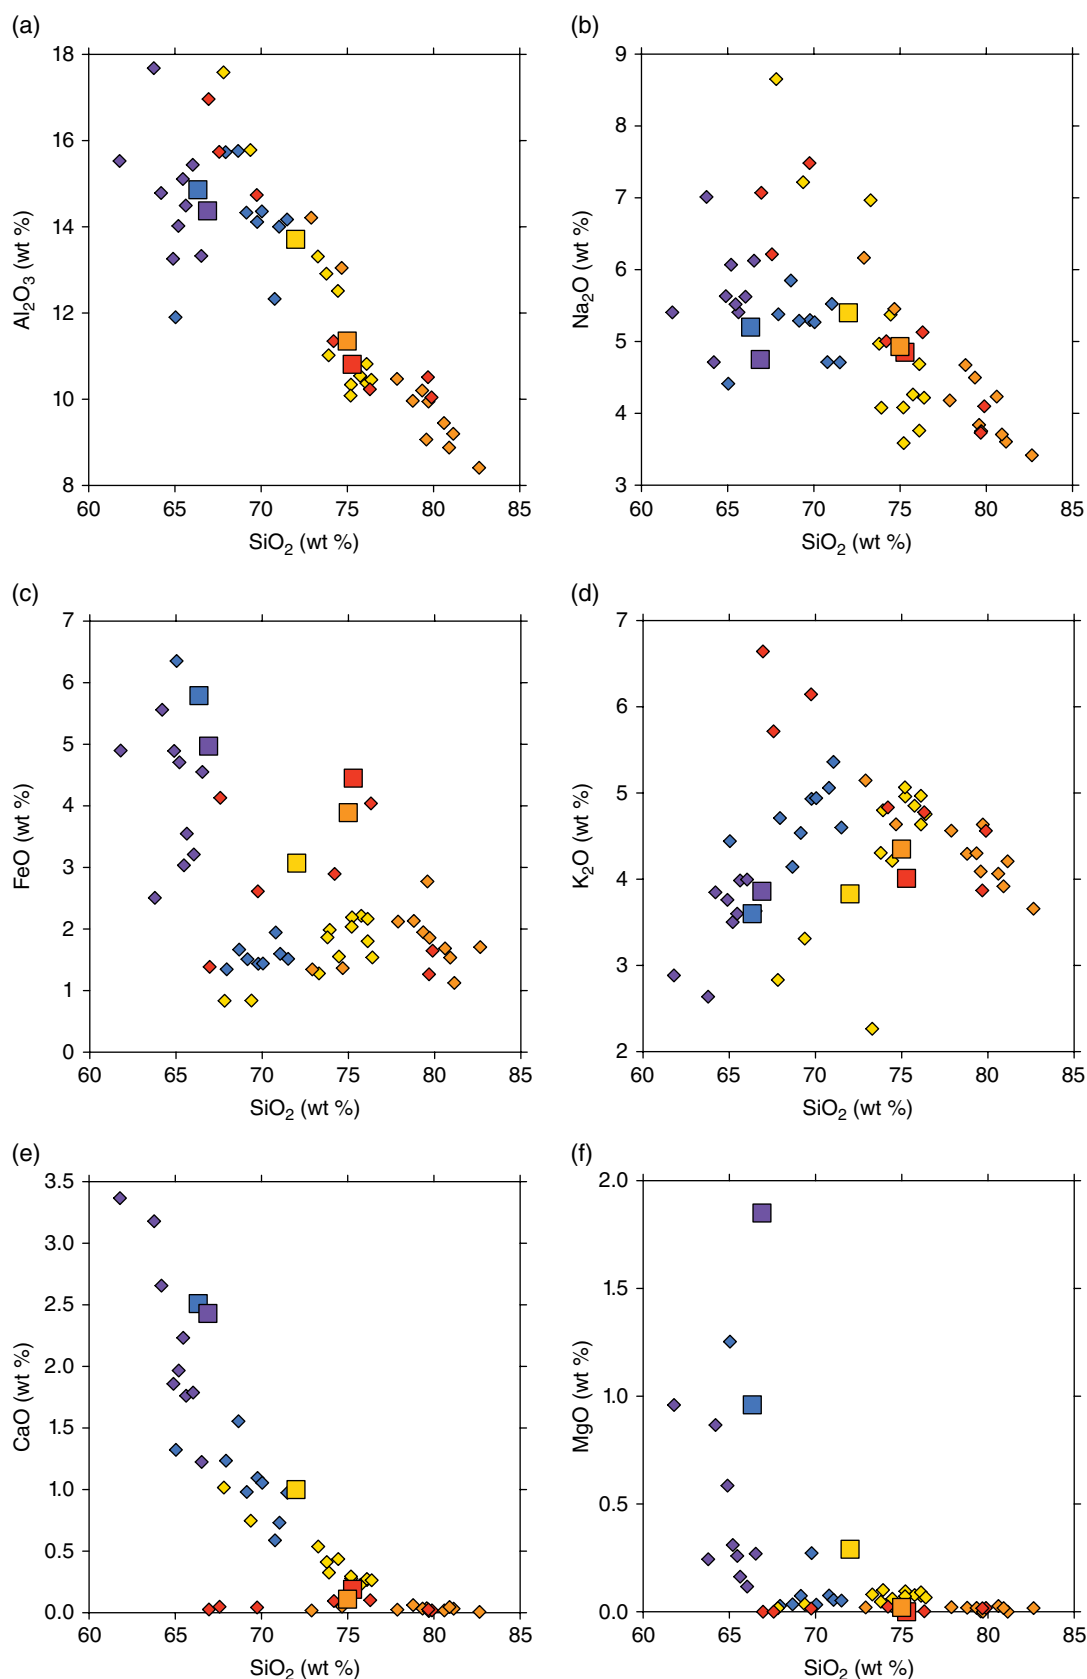 (a)
18
16
14
12
10
8
Al₂O₃ (wt %)
60 65 70 75 80 85
SiO₂ (wt %)
(b)
9
8
7
6
5
4
3
Na₂O (wt %)
60 65 70 75 80 85
SiO₂ (wt %)
(c)
7
6
5
4
3
2
1
0
FeO (wt %)
60 65 70 75 80 85
SiO₂ (wt %)
(d)
7
6
5
4
3
2
K₂O (wt %)
60 65 70 75 80 85
SiO₂ (wt %)
(e)
3.5
3.0
2.5
2.0
1.5
1.0
0.5
0.0
CaO (wt %)
60 65 70 75 80 85
SiO₂ (wt %)
(f)
2.0
1.5
1.0
0.5
0.0
MgO (wt %)
60 65 70 75 80 85
SiO₂ (wt %)